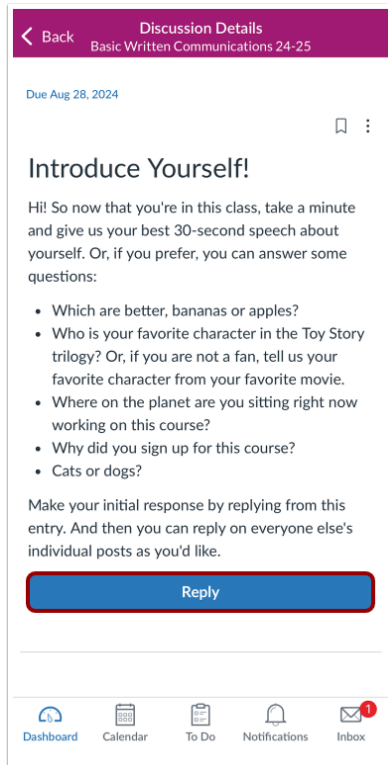 Back
Discussion Details
Basic Written Communications 24-25
Due Aug 28, 2024
Introduce Yourself!
Hi! So now that you're in this class, take a minute
and give us your best 30-second speech about
yourself. Or, if you prefer, you can answer some
questions:
• Which are better, bananas or apples?
• Who is your favorite character in the Toy Story
trilogy? Or, if you are not a fan, tell us your
favorite character from your favorite movie.
• Where on the planet are you sitting right now
working on this course?
• Why did you sign up for this course?
• Cats or dogs?
Make your initial response by replying from this
entry. And then you can reply on everyone else's
individual posts as you'd like.
Reply
1
Dashboard Calendar To Do Notifications Inbox